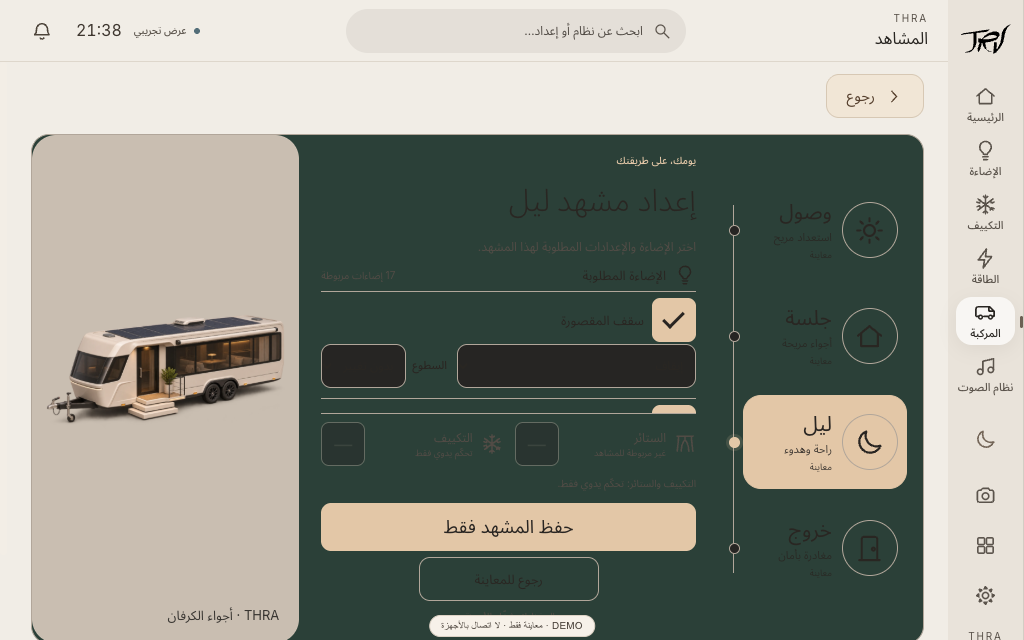 THRA
المشاهد
ابحث عن نظام أو إعداد...
عرض تجريبي
21:38
الرئيسية
الإضاءة
التكييف
الطاقة
المركبة
نظام الصوت
THRA
رجوع
وصول
استعداد مريح
معاينة
جلسة
أجواء مريحة
معاينة
ليل
راحة وهدوء
معاينة
خروج
مغادرة بأمان
معاينة
يومك، على طريقتك
إعداد مشهد ليل
اختر الإضاءة والإعدادات المطلوبة لهذا المشهد.
الإضاءة المطلوبة
17 إضاءات مربوطة
سقف المقصورة
السطوع
الستائر
غير مربوطة للمشاهد
—
التكييف
تحكم يدوي فقط
—
التكييف والستائر: تحكم يدوي فقط.
حفظ المشهد فقط
رجوع للمعاينة
DEMO · معاينة فقط · لا اتصال بالأجهزة
THRA · أجواء الكرفان